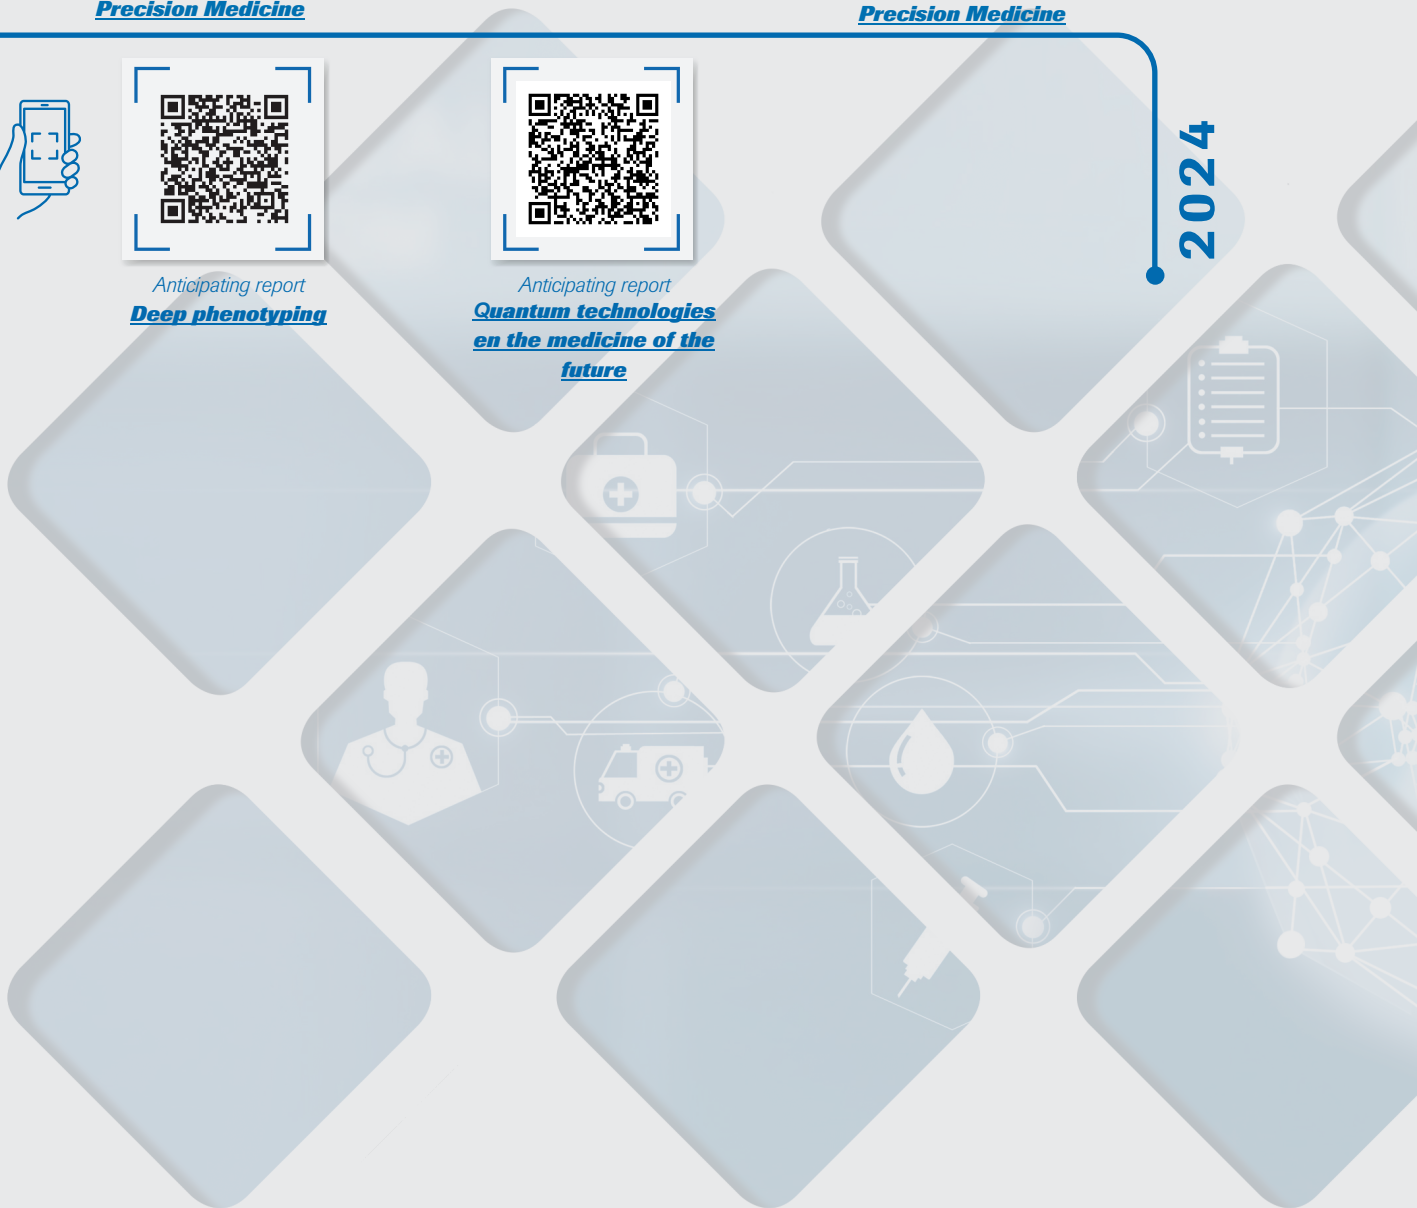 Precision Medicine
Precision Medicine
2024
Anticipating report
Deep phenotyping
Anticipating report
Quantum technologies
en the medicine of the
future